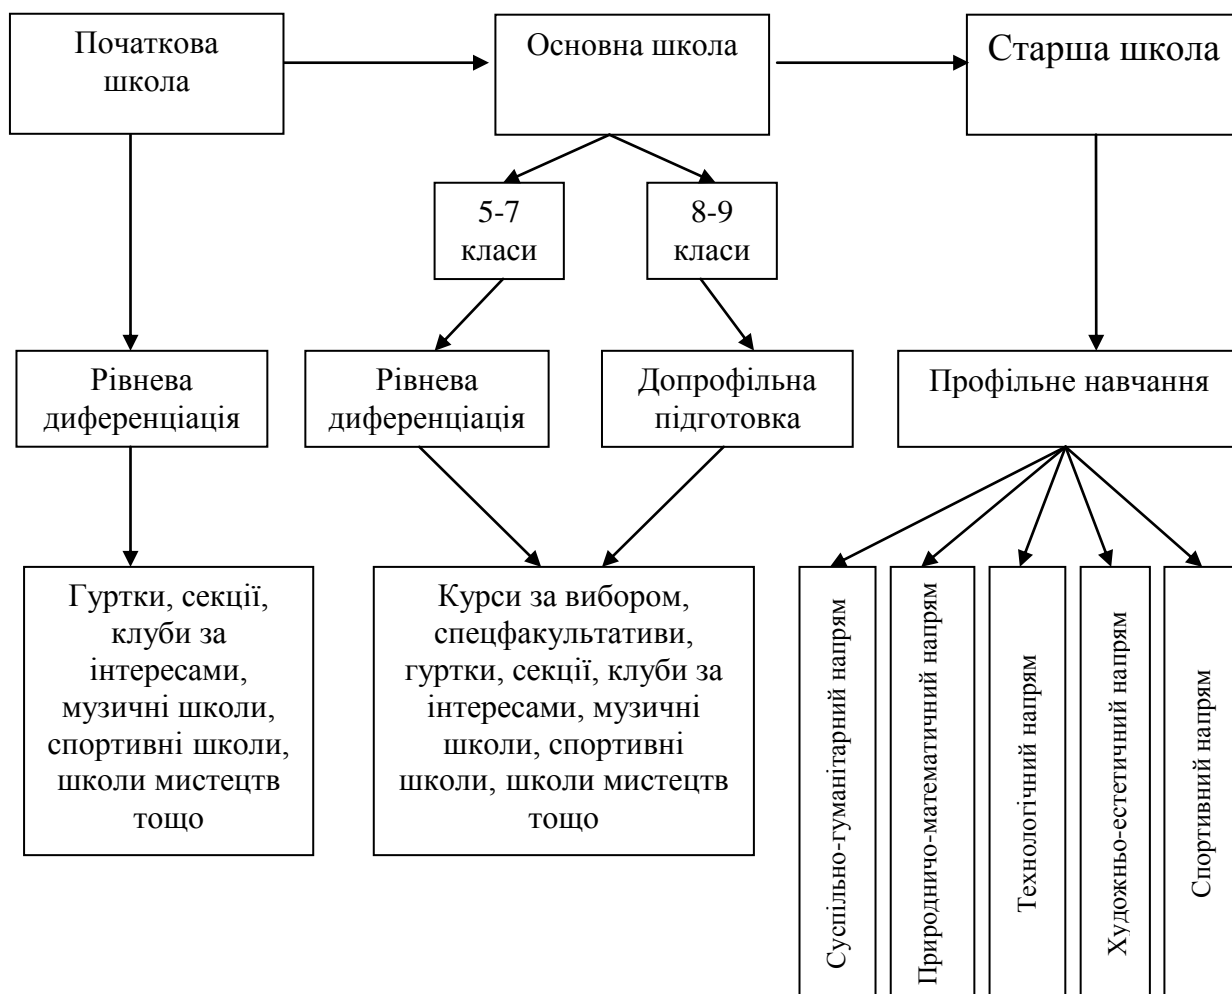 Початкова
школа
Основна школа
Старша школа
5-7
класи
8-9
класи
Рівнева
диференціація
Рівнева
диференціація
Допрофільна
підготовка
Профільне навчання
Гуртки, секції,
клуби за
інтересами,
музичні школи,
спортивні школи,
школи мистецтв
тощо
Курси за вибором,
спецфакультативи,
гуртки, секції, клуби за
інтересами, музичні
школи, спортивні
школи, школи мистецтв
тощо
Суспільно-гуманітарний напрям
Природничо-математичний напрям
Технологічний напрям
Художньо-естетичний напрям
Спортивний напрям